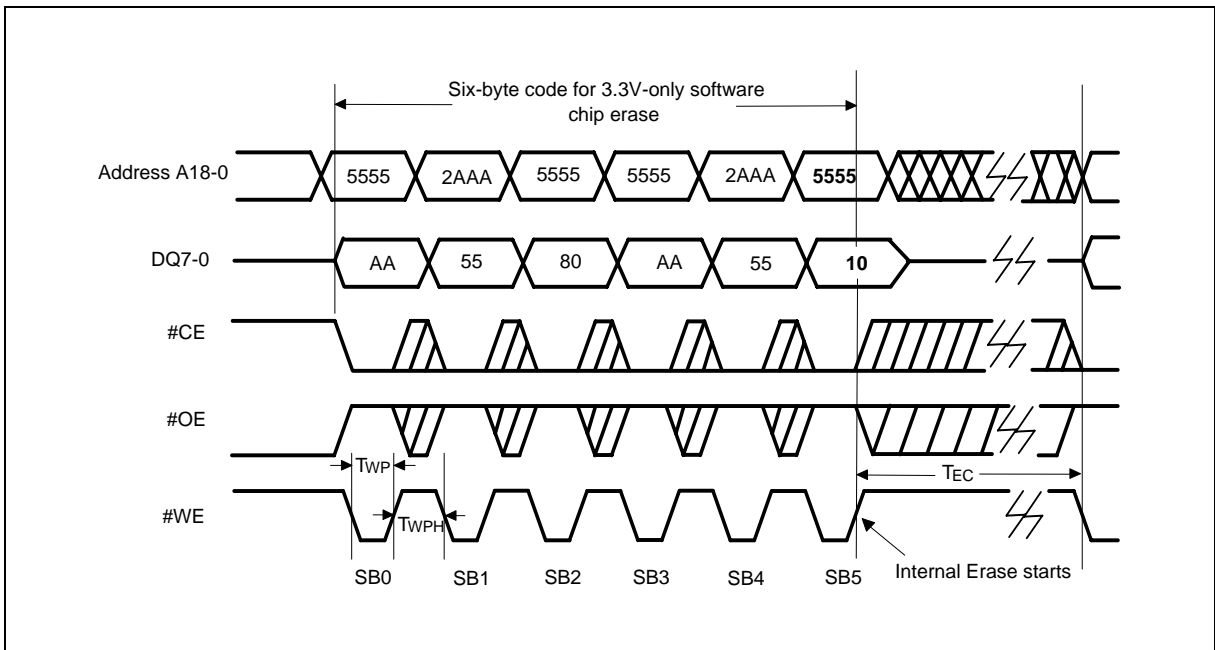 Six-byte code for 3.3V-only software
chip erase
Address A18-0
5555
2AAA
5555
5555
2AAA
5555
DQ7-0
AA
55
80
AA
55
10
#CE
#OE
TWP
TEC
#WE
TWPH
SB0
SB1
SB2
SB3
SB4
SB5
Internal Erase starts